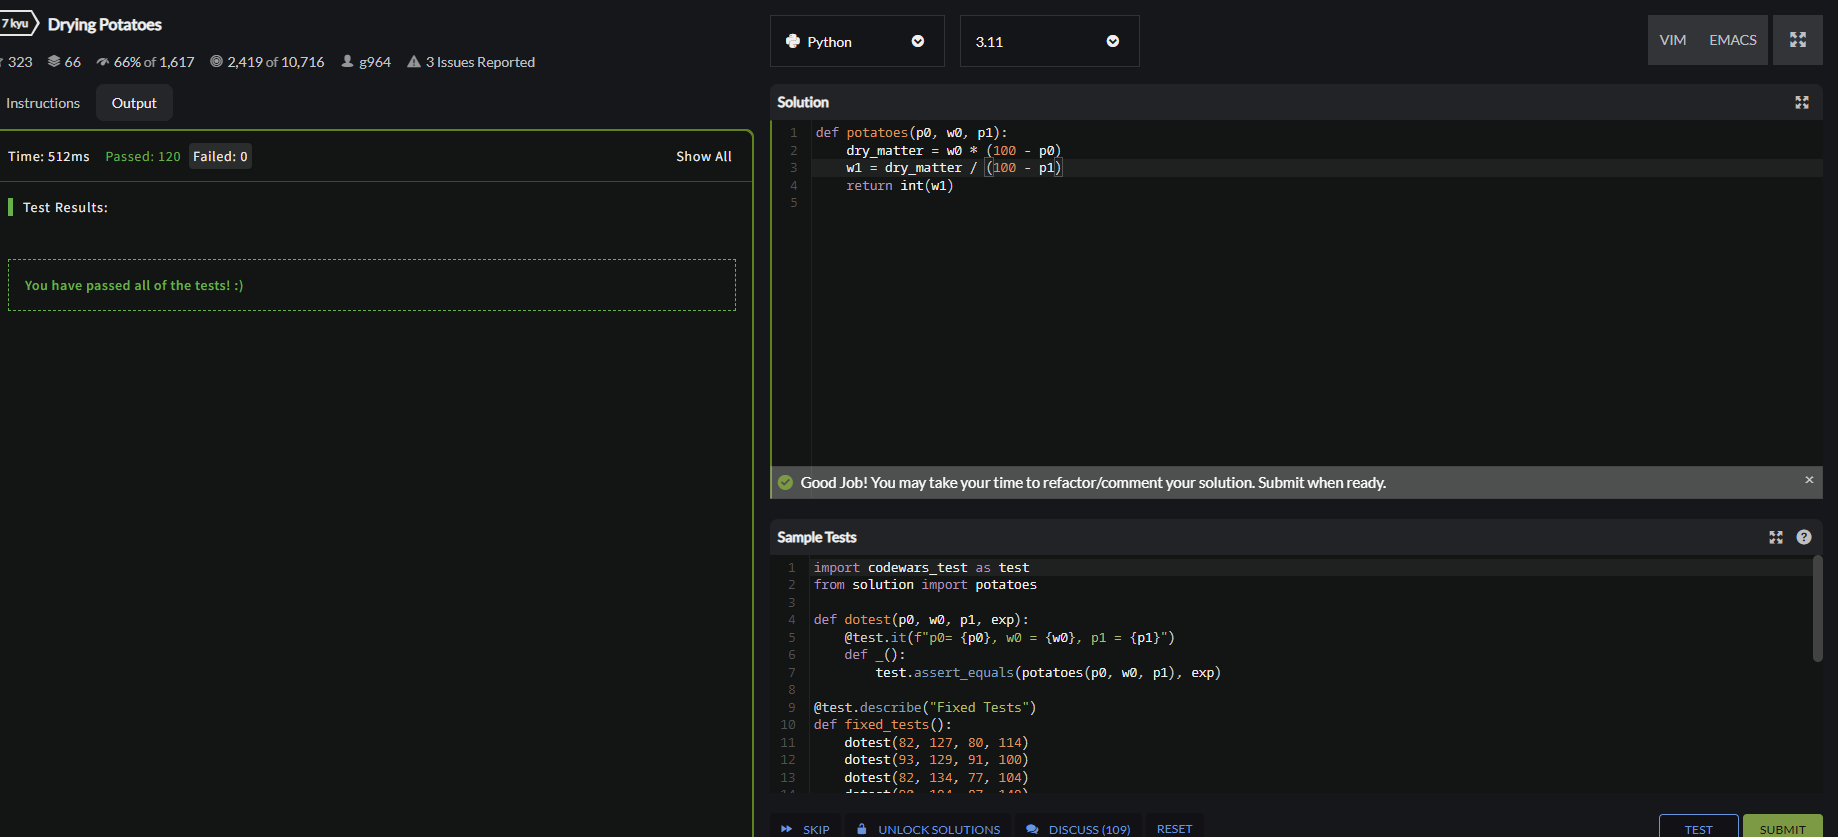 7 kyu Drying Potatoes
323 66 66% of 1,617 2,419 of 10,716 g964 3 Issues Reported
Instructions Output
Time: 512ms Passed: 120 Failed: 0 Show All
Test Results:
You have passed all of the tests! :)
Python 3.11 VIM EMACS
Solution
1 def potatoes(p0, w0, p1):
2     dry_matter = w0 * (100 - p0)
3     w1 = dry_matter / (100 - p1)
4     return int(w1)
5
Good Job! You may take your time to refactor/comment your solution. Submit when ready. ×
Sample Tests ?
1 import codewars_test as test
2 from solution import potatoes
3
4 def dotest(p0, w0, p1, exp):
5     @test.it(f"p0= {p0}, w0 = {w0}, p1 = {p1}")
6     def _():
7         test.assert_equals(potatoes(p0, w0, p1), exp)
8
9 @test.describe("Fixed Tests")
10 def fixed_tests():
11     dotest(82, 127, 80, 114)
12     dotest(93, 129, 91, 100)
13     dotest(82, 134, 77, 104)
SKIP UNLOCK SOLUTIONS DISCUSS (109) RESET TEST SUBMIT